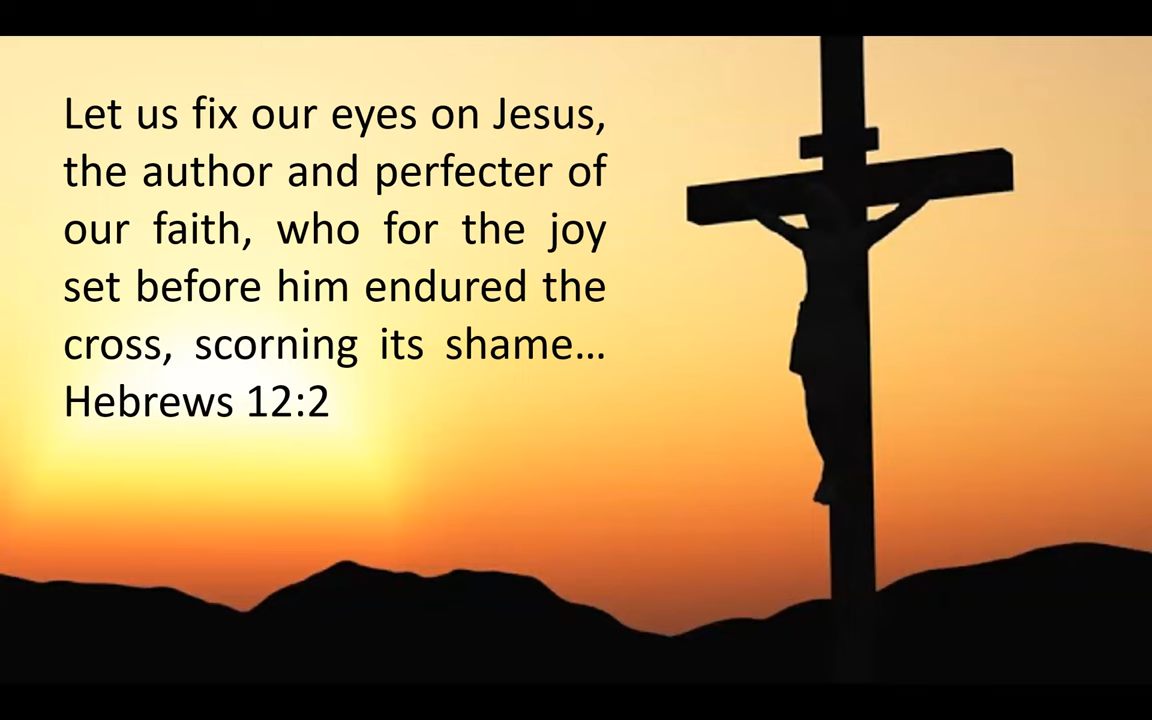 Let us fix our eyes on Jesus,
the author and perfecter of
our faith, who for the joy
set before him endured the
cross, scorning its shame…
Hebrews 12:2